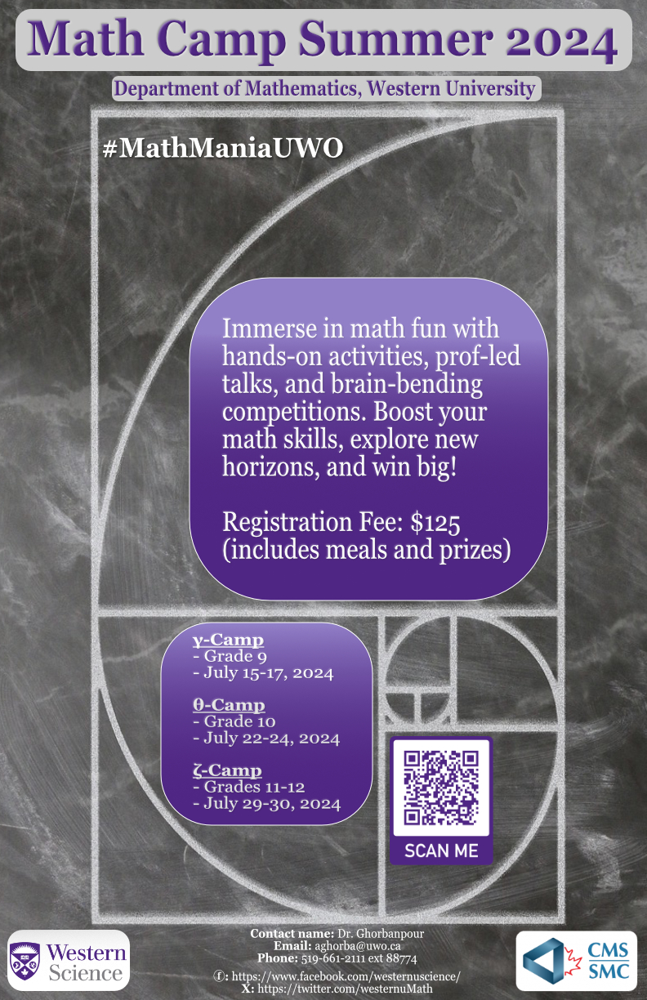 Math Camp Summer 2024
Department of Mathematics, Western University
#MathManiaUWO
Immerse in math fun with
hands-on activities, prof-led
talks, and brain-bending
competitions. Boost your
math skills, explore new
horizons, and win big!
Registration Fee: $125
(includes meals and prizes)
γ-Camp
- Grade 9
- July 15-17, 2024
θ-Camp
- Grade 10
- July 22-24, 2024
ζ-Camp
- Grades 11-12
- July 29-30, 2024
SCAN ME
Contact name: Dr. Ghorbanpour
Email: aghorba@uwo.ca
Phone: 519-661-2111 ext 88774
ⓕ: https://www.facebook.com/westernuscience/
X: https://twitter.com/westernuMath
Western
Science
CMS
SMC